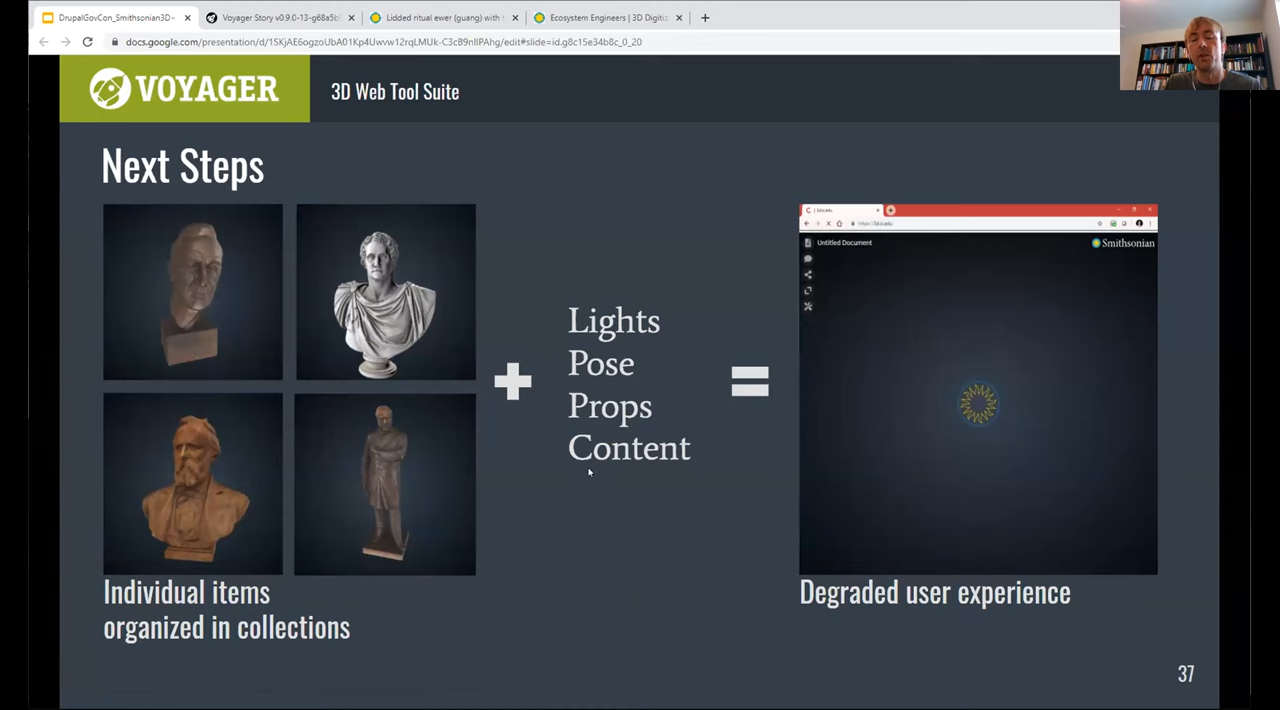 DrupalGovCon_Smithsonian3D -
Voyager Story v0.9.0-13-g68a5b
Lidded ritual ewer (guang) with
Ecosystem Engineers | 3D Digiti
docs.google.com/presentation/d/1SKjAE6ogzoUbA01Kp4Uwvw12rqLMUk-C3cB9nIPAhg/edit#slide=id.g8c15e34b8c_0_20
VOYAGER
3D Web Tool Suite
Next Steps
Lights
Pose
Props
Content
Untitled Document
Smithsonian
Individual items
organized in collections
Degraded user experience
37